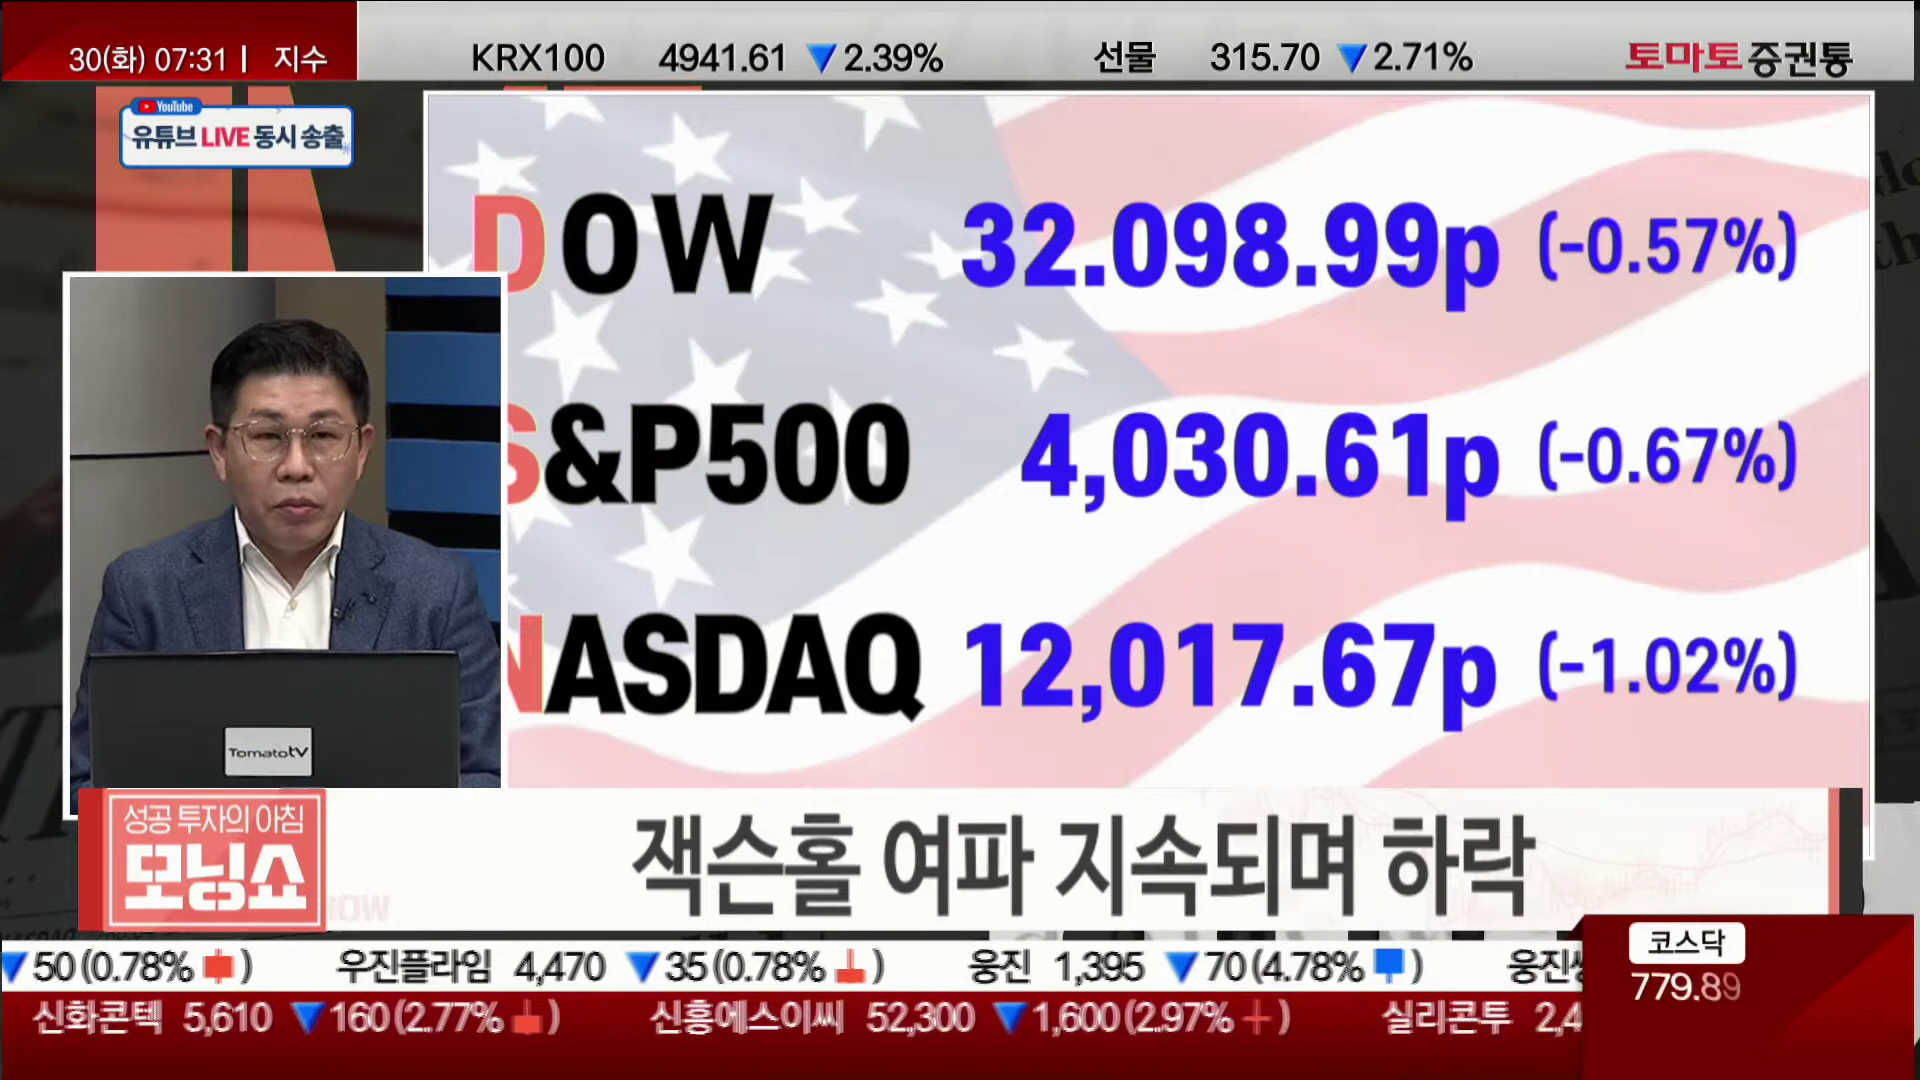 30(화) 07:31 | 지수
KRX100 4941.61 ▼2.39% 선물 315.70 ▼2.71%
토마토증권통
YouTube
유튜브 LIVE 동시 송출
DOW 32.098.99p (-0.57%)
S&P500 4,030.61p (-0.67%)
NASDAQ 12,017.67p (-1.02%)
TomatoTV
성공 투자의 아침
모닝쇼
잭슨홀 여파 지속되며 하락
▼50(0.78% ) 우진플라임 4,470 ▼35(0.78% ) 웅진 1,395 ▼70(4.78% )
신화콘텍 5,610 ▼160(2.77% ) 신흥에스이씨 52,300 ▼1,600(2.97% ) 실리콘투 2,4
코스닥
779.89